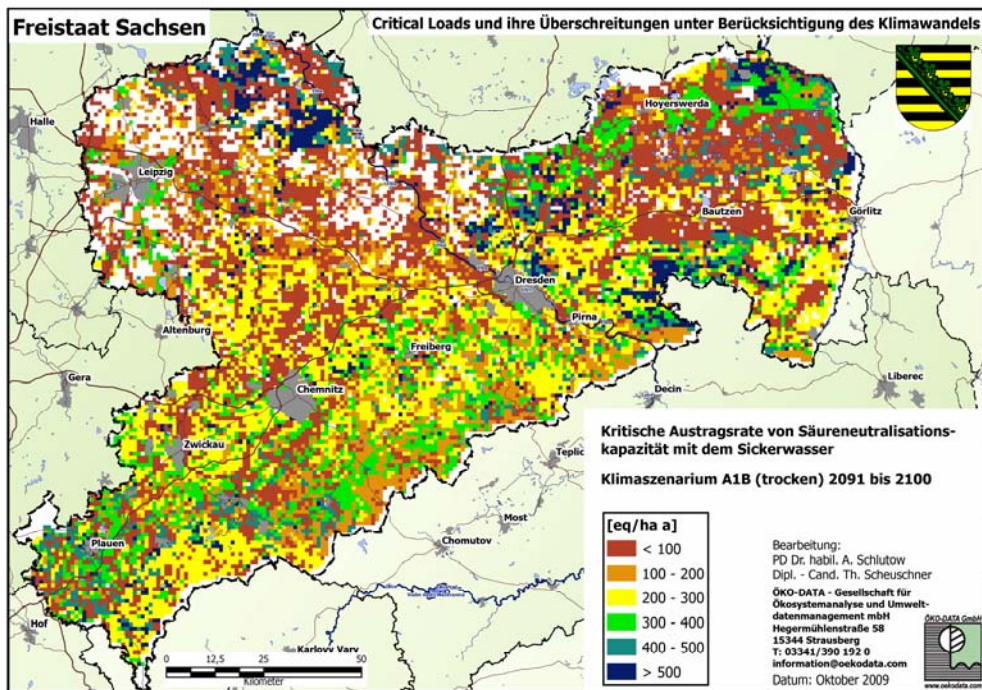 Freistaat Sachsen
Critical Loads und ihre Überschreitungen unter Berücksichtigung des Klimawandels
Halle
Leipzig
Hoyerswerda
Bautzen
Görlitz
Dresden
Pirna
Altenburg
Freiberg
Gera
Chemnitz
Decin
Liberec
Zwickau
Teplic
Most
Chomutov
Plauen
Hof
Karlovy Vary
Kritische Austragsrate von Säureneutralisations-
kapazität mit dem Sickerwasser
Klimaszenarium A1B (trocken) 2091 bis 2100
[eq/ha a]
< 100
100 - 200
200 - 300
300 - 400
400 - 500
> 500
Bearbeitung:
PD Dr. habil. A. Schlutow
Dipl. - Cand. Th. Scheuschner
ÖKO-DATA - Gesellschaft für
Ökosystemanalyse und Umwelt-
datenmanagement mbH
Hegermühlenstraße 58
15344 Strausberg
T: 03341/390 192 0
information@oekodata.com
Datum: Oktober 2009
ÖKO-DATA GmbH
www.oekodata.com
0 12,5 25 50
Kilometer